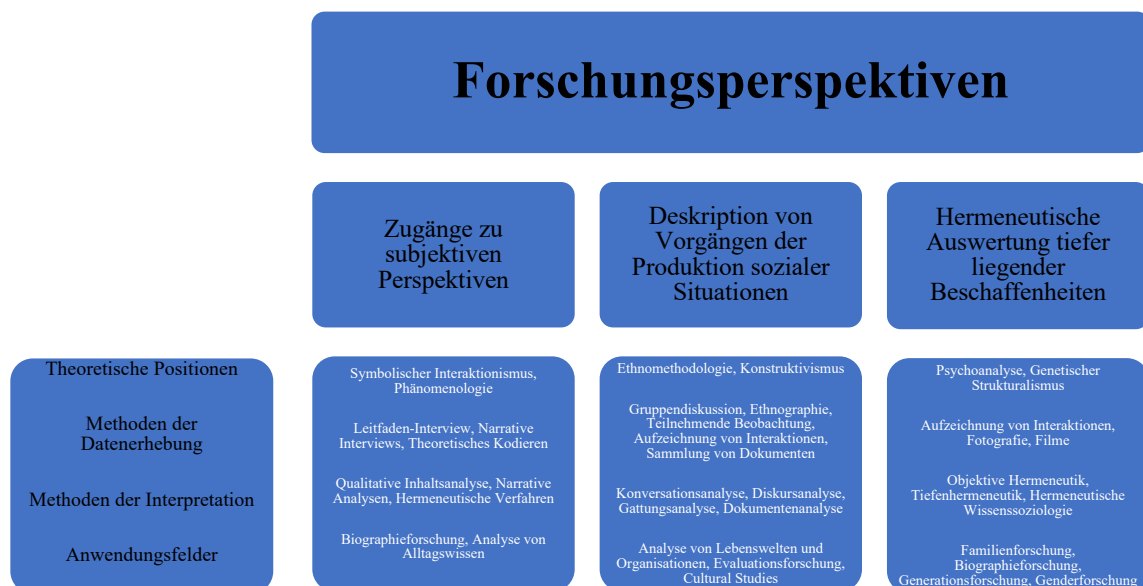 Forschungsperspektiven
Zugänge zu
subjektiven
Perspektiven
Deskription von
Vorgängen der
Produktion sozialer
Situationen
Hermeneutische
Auswertung tiefer
liegender
Beschaffenheiten
Theoretische Positionen
Methoden der
Datenerhebung
Methoden der Interpretation
Anwendungsfelder
Symbolischer Interaktionismus,
Phänomenologie
Leitfaden-Interview, Narrative
Interviews, Theoretisches Kodieren
Qualitative Inhaltsanalyse, Narrative
Analysen, Hermeneutische Verfahren
Biographieforschung, Analyse von
Alltagswissen
Ethnomethodologie, Konstruktivismus
Gruppendiskussion, Ethnographie,
Teilnehmende Beobachtung,
Aufzeichnung von Interaktionen,
Sammlung von Dokumenten
Konversationsanalyse, Diskursanalyse,
Gattungsanalyse, Dokumentenanalyse
Analyse von Lebenswelten und
Organisationen, Evaluationsforschung,
Cultural Studies
Psychoanalyse, Genetischer
Strukturalismus
Aufzeichnung von Interaktionen,
Fotografie, Filme
Objektive Hermeneutik,
Tiefenhermeneutik, Hermeneutische
Wissenssoziologie
Familienforschung,
Biographieforschung,
Generationsforschung, Genderforschung